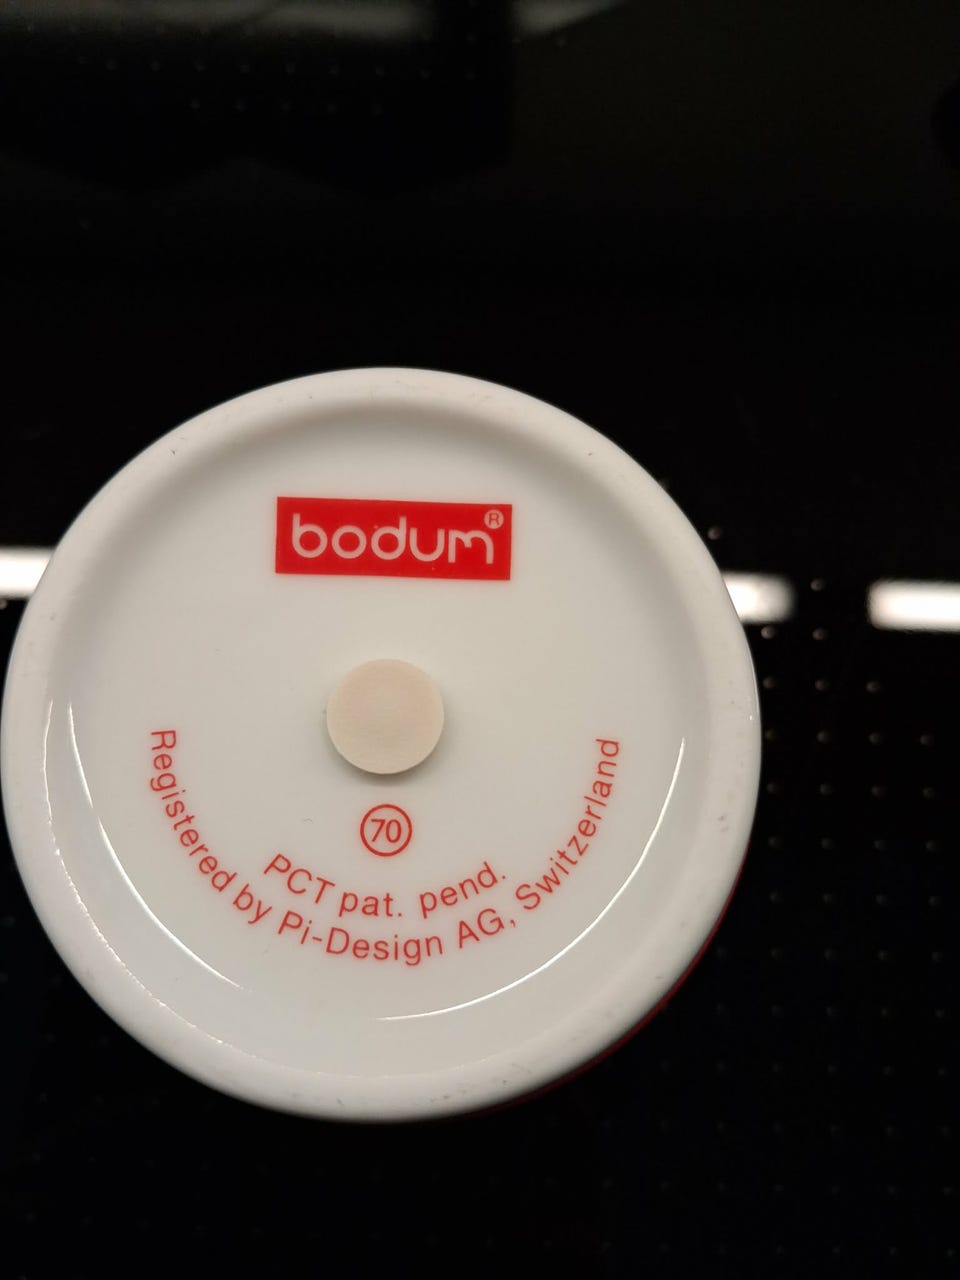 bodum®
70
PCT pat. pend.
Registered by Pi-Design AG, Switzerland